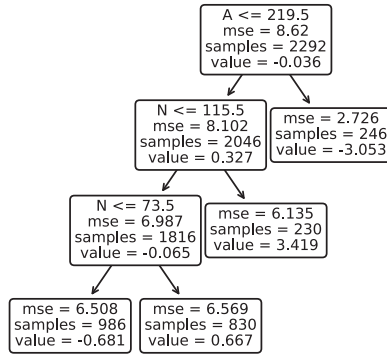 A <= 219.5
mse = 8.62
samples = 2292
value = -0.036
N <= 115.5
mse = 8.102
samples = 2046
value = 0.327
mse = 2.726
samples = 246
value = -3.053
N <= 73.5
mse = 6.987
samples = 1816
value = -0.065
mse = 6.135
samples = 230
value = 3.419
mse = 6.508
samples = 986
value = -0.681
mse = 6.569
samples = 830
value = 0.667